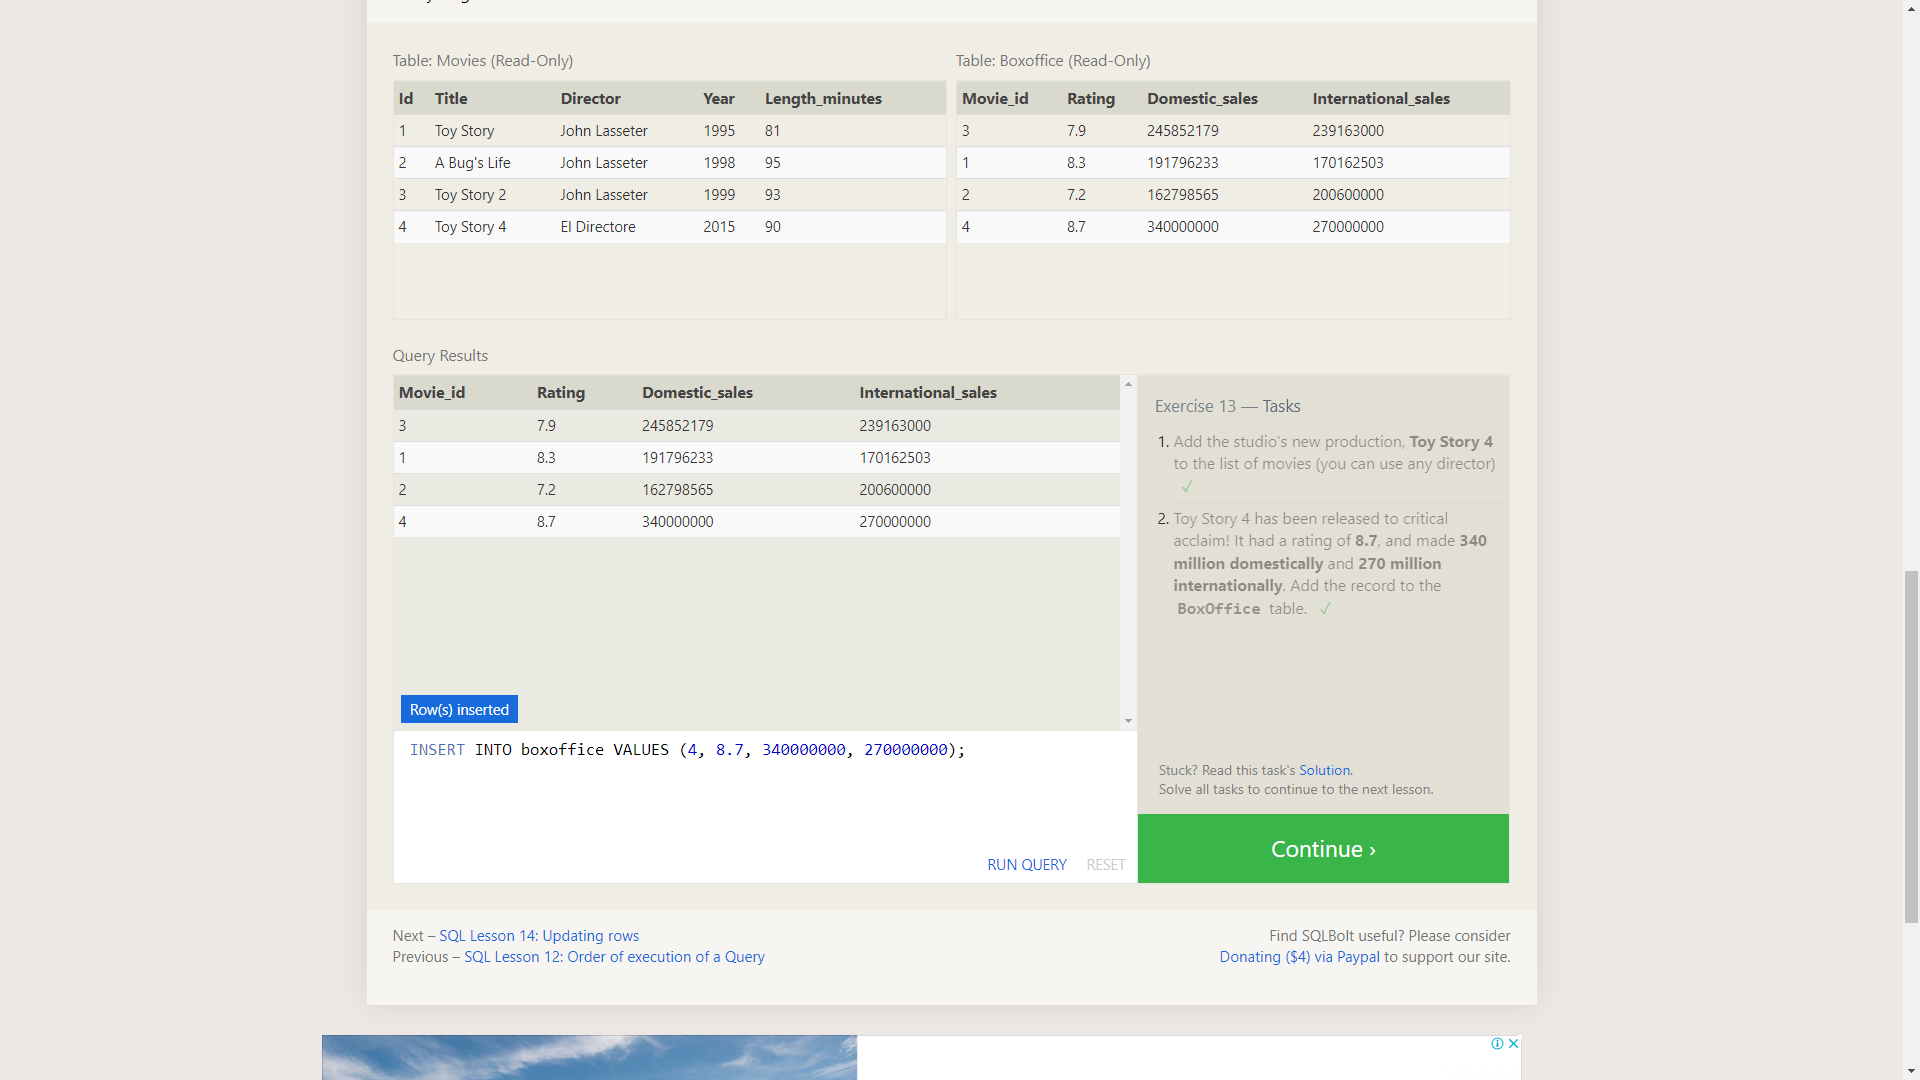 Table: Movies (Read-Only)
Id Title Director Year Length_minutes
1 Toy Story John Lasseter 1995 81
2 A Bug's Life John Lasseter 1998 95
3 Toy Story 2 John Lasseter 1999 93
4 Toy Story 4 El Directore 2015 90
Table: Boxoffice (Read-Only)
Movie_id Rating Domestic_sales International_sales
3 7.9 245852179 239163000
1 8.3 191796233 170162503
2 7.2 162798565 200600000
4 8.7 340000000 270000000
Query Results
Movie_id Rating Domestic_sales International_sales
3 7.9 245852179 239163000
1 8.3 191796233 170162503
2 7.2 162798565 200600000
4 8.7 340000000 270000000
Row(s) inserted
INSERT INTO boxoffice VALUES (4, 8.7, 340000000, 270000000);
RUN QUERY RESET
Exercise 13 — Tasks
1. Add the studio's new production, Toy Story 4
to the list of movies (you can use any director)
✓
2. Toy Story 4 has been released to critical
acclaim! It had a rating of 8.7, and made 340
million domestically and 270 million
internationally. Add the record to the
BoxOffice table. ✓
Stuck? Read this task's Solution.
Solve all tasks to continue to the next lesson.
Continue ›
Next – SQL Lesson 14: Updating rows
Previous – SQL Lesson 12: Order of execution of a Query
Find SQLBolt useful? Please consider
Donating ($4) via Paypal to support our site.